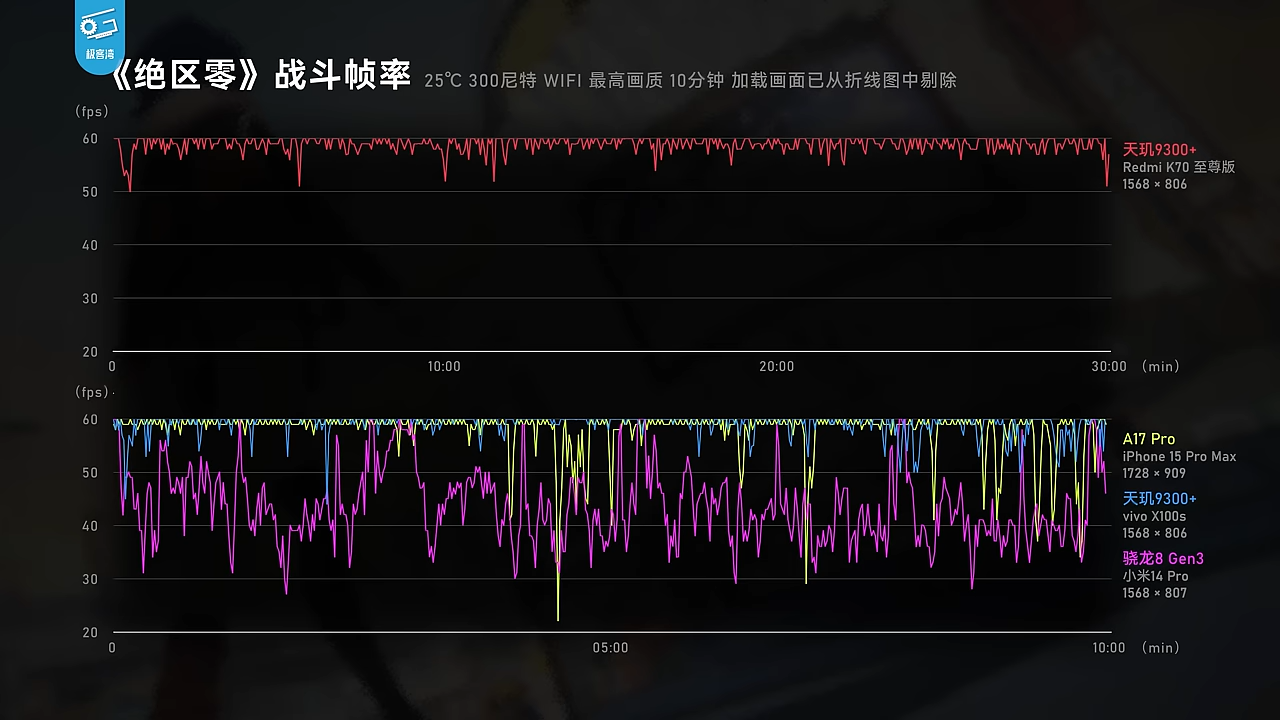 极客湾
《绝区零》战斗帧率 25℃ 300尼特 WIFI 最高画质 10分钟 加载画面已从折线图中剔除
(fps)
60
50
40
30
20
0 10:00 20:00 30:00 (min)
天玑9300+
Redmi K70 至尊版
1568 × 806
(fps)
60
50
40
30
20
0 05:00 10:00 (min)
A17 Pro
iPhone 15 Pro Max
1728 × 909
天玑9300+
vivo X100s
1568 × 806
骁龙8 Gen3
小米14 Pro
1568 × 807